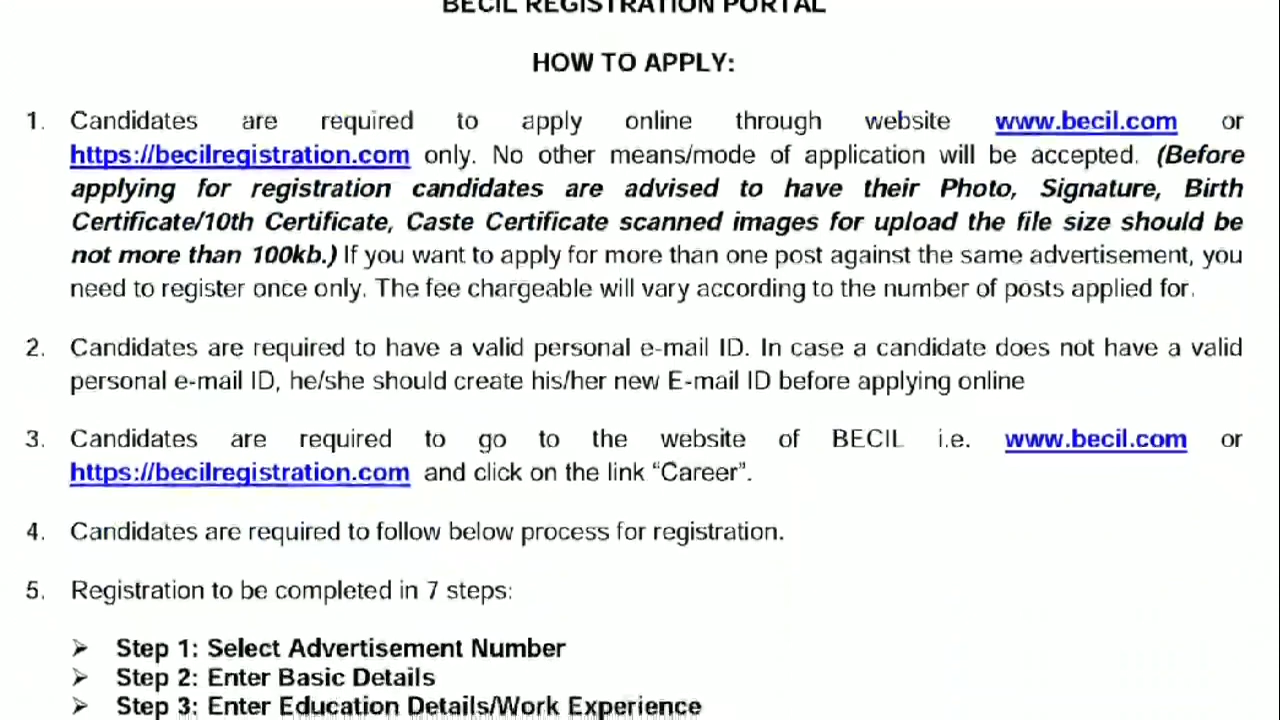 BECIL REGISTRATION PORTAL
HOW TO APPLY:
1. Candidates are required to apply online through website www.becil.com or
https://becilregistration.com only. No other means/mode of application will be accepted. (Before
applying for registration candidates are advised to have their Photo, Signature, Birth
Certificate/10th Certificate, Caste Certificate scanned images for upload the file size should be
not more than 100kb.) If you want to apply for more than one post against the same advertisement, you
need to register once only. The fee chargeable will vary according to the number of posts applied for.
2. Candidates are required to have a valid personal e-mail ID. In case a candidate does not have a valid
personal e-mail ID, he/she should create his/her new E-mail ID before applying online
3. Candidates are required to go to the website of BECIL i.e. www.becil.com or
https://becilregistration.com and click on the link “Career”.
4. Candidates are required to follow below process for registration.
5. Registration to be completed in 7 steps:
➢ Step 1: Select Advertisement Number
➢ Step 2: Enter Basic Details
➢ Step 3: Enter Education Details/Work Experience